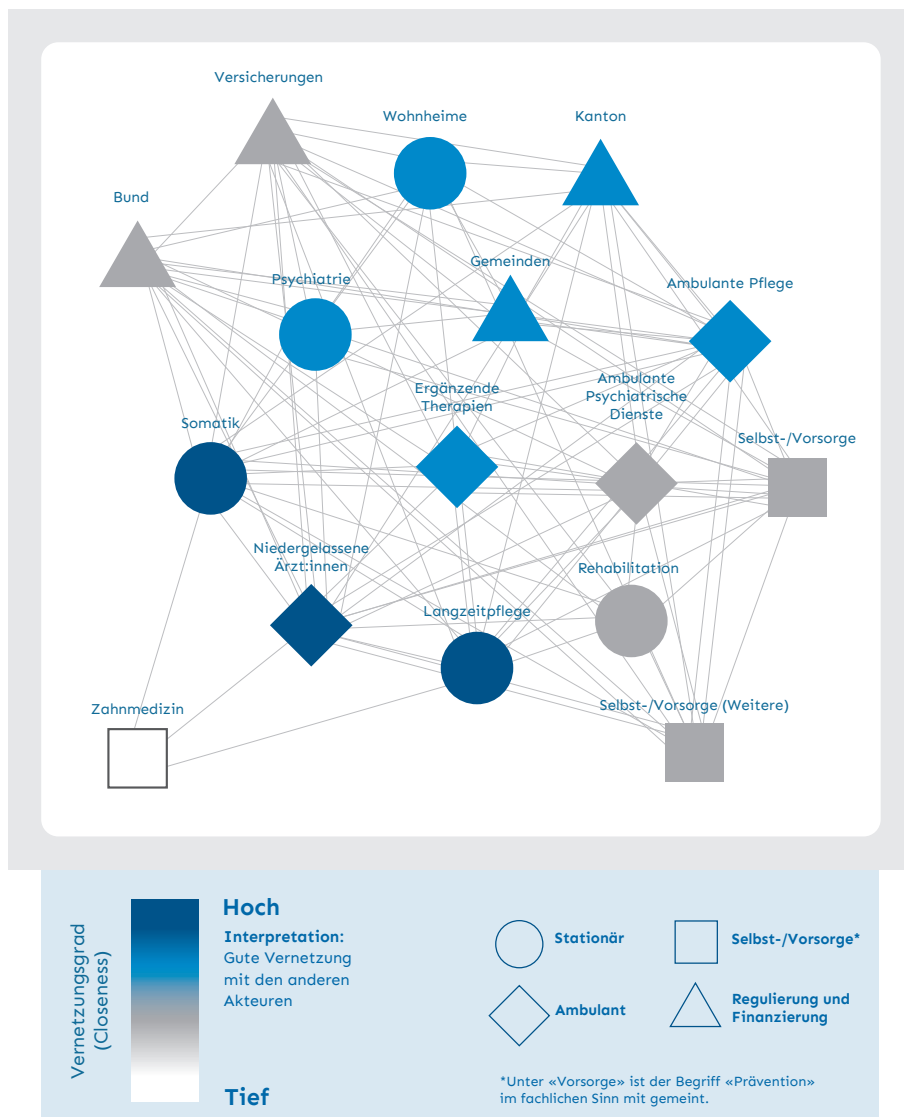 Versicherungen
Wohnheime
Kanton
Bund
Gemeinden
Psychiatrie
Ambulante Pflege
Ergänzende
Therapien
Ambulante
Psychiatrische
Dienste
Somatik
Selbst-/Vorsorge
Niedergelassene
Ärzt:innen
Rehabilitation
Langzeitpflege
Zahnmedizin
Selbst-/Vorsorge (Weitere)
Vernetzungsgrad
(Closeness)
Hoch
Interpretation:
Gute Vernetzung
mit den anderen
Akteuren
Tief
Stationär
Selbst-/Vorsorge*
Ambulant
Regulierung und
Finanzierung
*Unter «Vorsorge» ist der Begriff «Prävention»
im fachlichen Sinn mit gemeint.